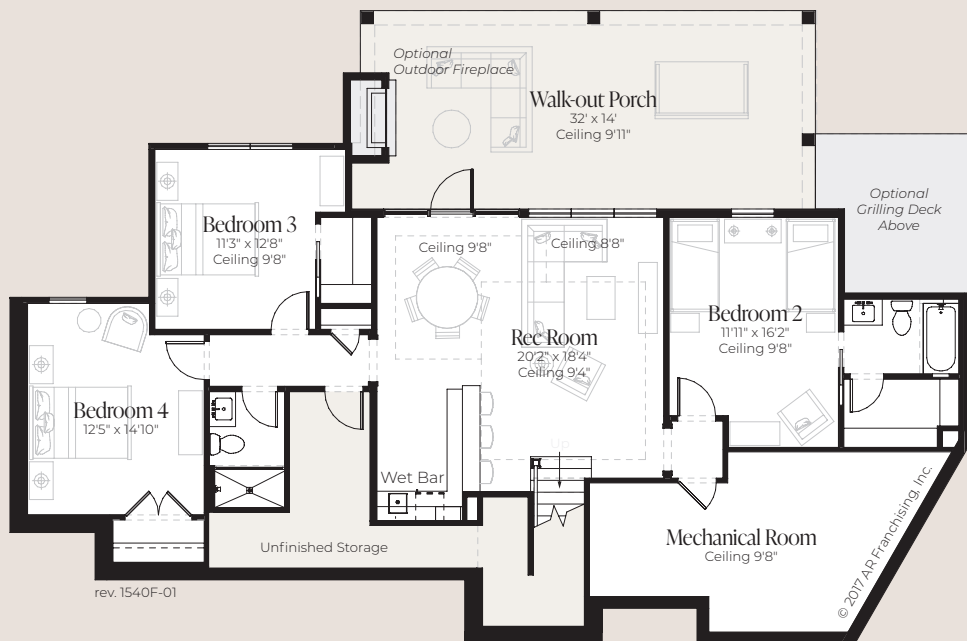 Optional
Outdoor Fireplace
Walk-out Porch
32' x 14'
Ceiling 9'11"
Optional
Grilling Deck
Above
Bedroom 3
11'3" x 12'8"
Ceiling 9'8"
Ceiling 9'8"
Ceiling 8'8"
Bedroom 2
11'11" x 16'2"
Ceiling 9'8"
Rec Room
20'2" x 18'4"
Ceiling 9'4"
Bedroom 4
12'5" x 14'10"
Up
Wet Bar
Unfinished Storage
Mechanical Room
Ceiling 9'8"
© 2017 AR Franchising, Inc.
rev. 1540F-01